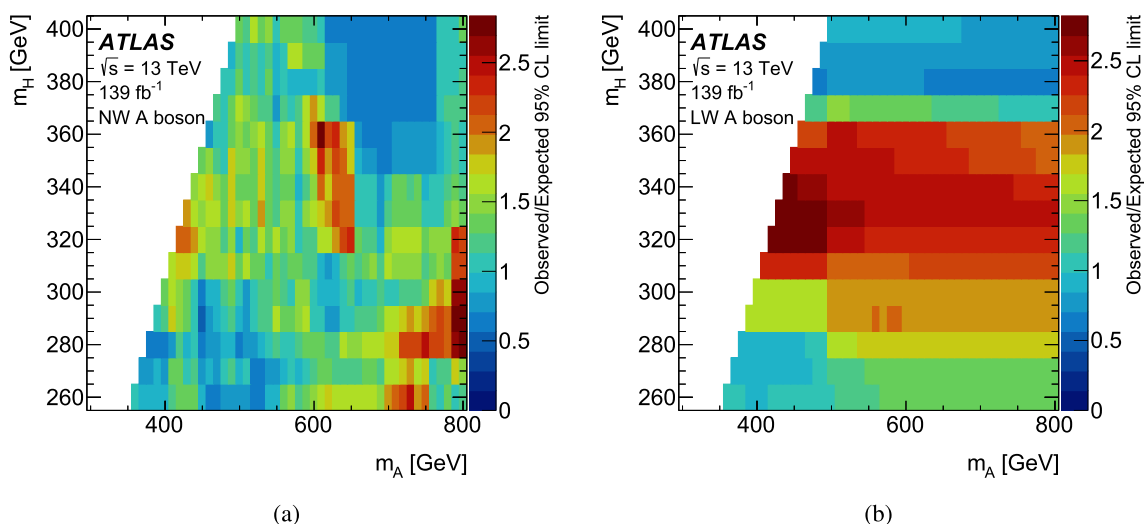 m_H [GeV]
400
380
360
340
320
300
280
260
ATLAS
√s = 13 TeV
139 fb⁻¹
NW A boson
400
600
800
m_A [GeV]
2.5
2
1.5
1
0.5
0
Observed/Expected 95% CL limit
(a)
m_H [GeV]
400
380
360
340
320
300
280
260
ATLAS
√s = 13 TeV
139 fb⁻¹
LW A boson
400
600
800
m_A [GeV]
2.5
2
1.5
1
0.5
0
Observed/Expected 95% CL limit
(b)